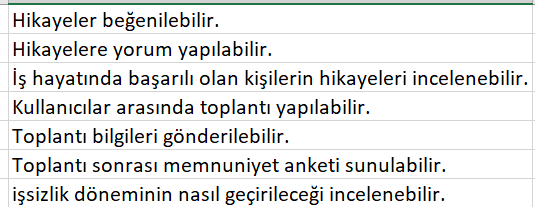 Hikayeler beğenilebilir.
Hikayelere yorum yapılabilir.
İş hayatında başarılı olan kişilerin hikayeleri incelenebilir.
Kullanıcılar arasında toplantı yapılabilir.
Toplantı bilgileri gönderilebilir.
Toplantı sonrası memnuniyet anketi sunulabilir.
işsizlik döneminin nasıl geçirileceği incelenebilir.